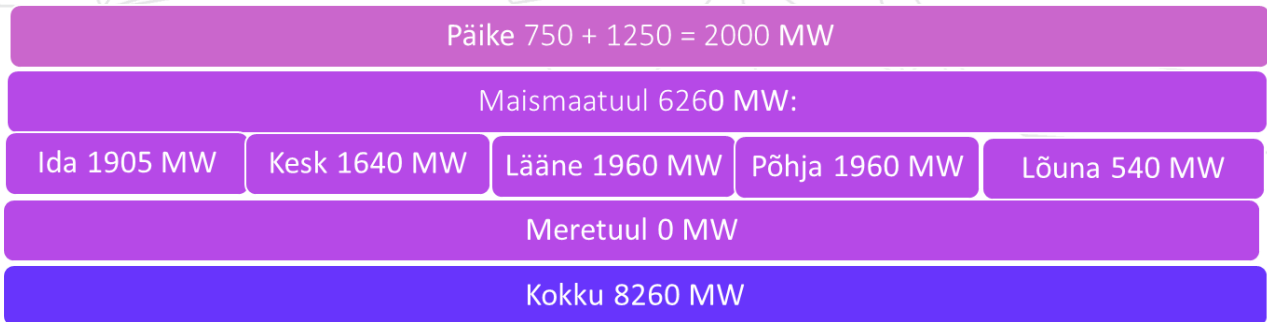 Päike 750 + 1250 = 2000 MW
Maismaatuul 6260 MW:
Ida 1905 MW
Kesk 1640 MW
Lääne 1960 MW
Põhja 1960 MW
Lõuna 540 MW
Meretuul 0 MW
Kokku 8260 MW